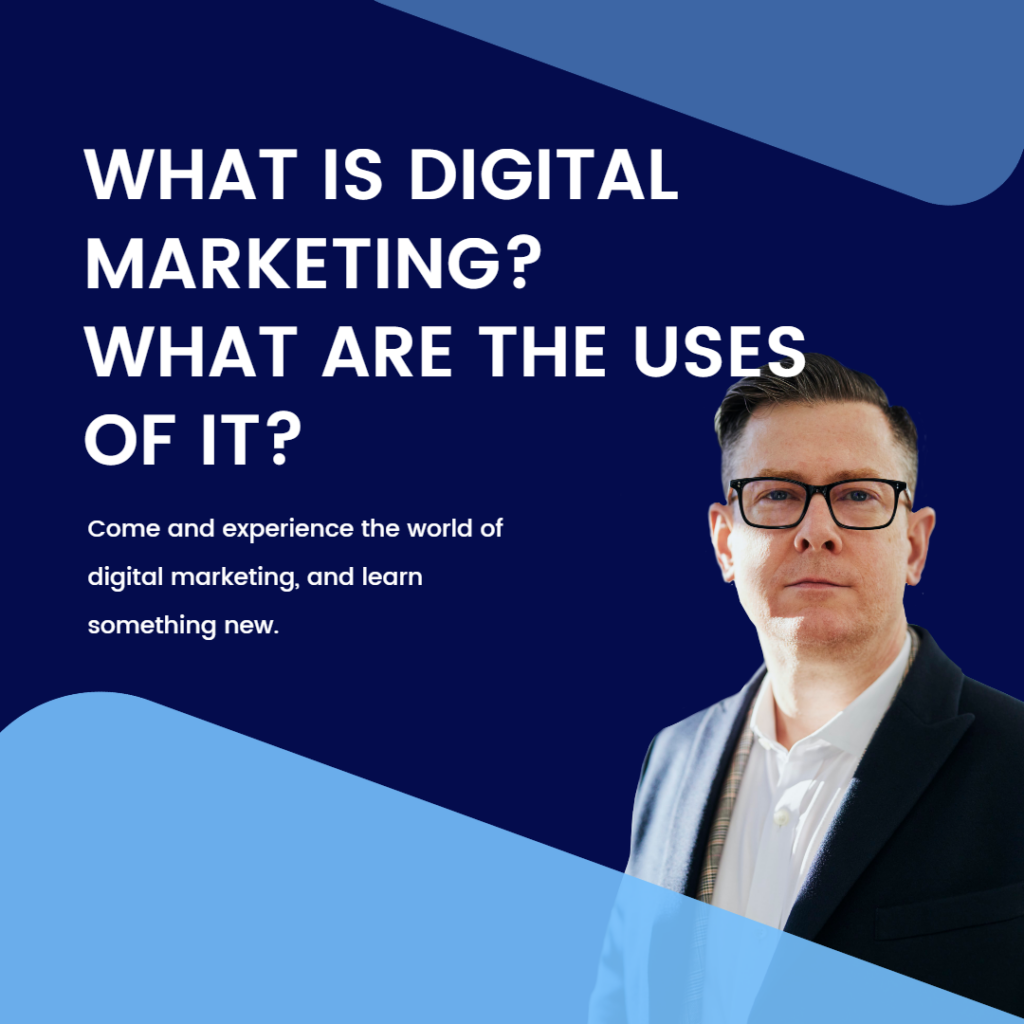 WHAT IS DIGITAL
MARKETING?
WHAT ARE THE USES
OF IT?
Come and experience the world of
digital marketing, and learn
something new.